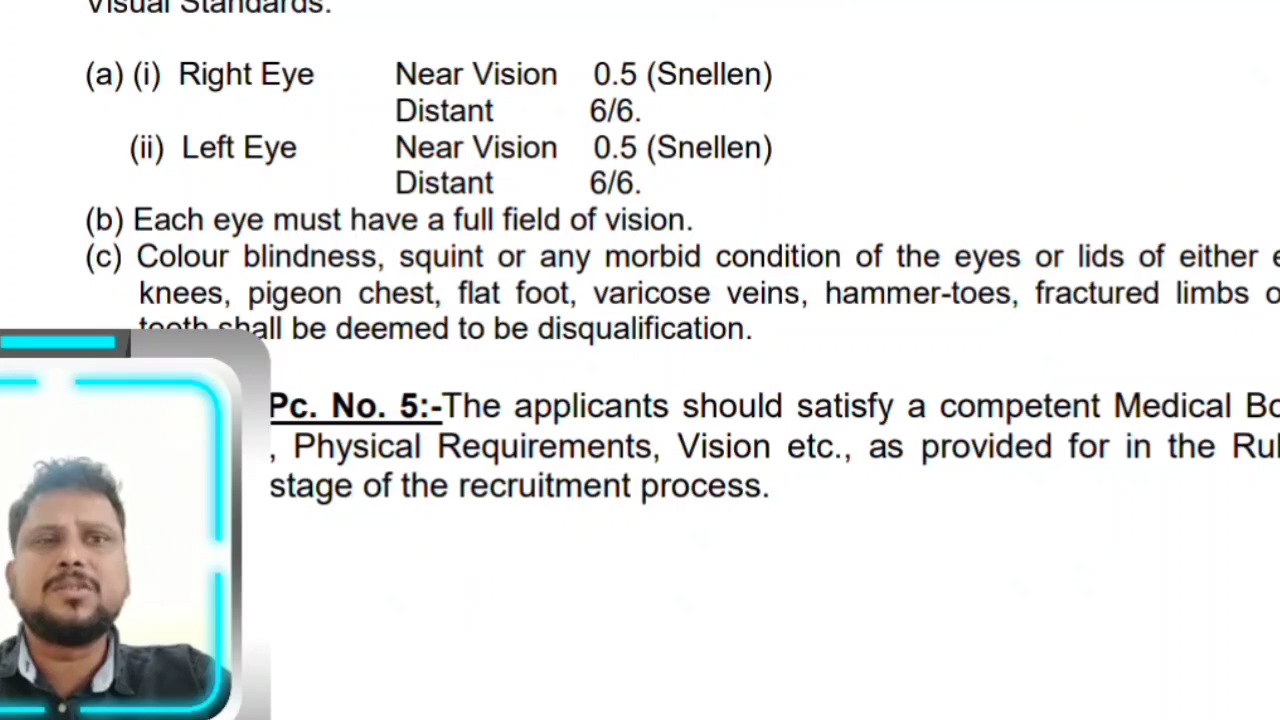 Visual Standards:
(a) (i) Right Eye Near Vision 0.5 (Snellen)
Distant 6/6.
(ii) Left Eye Near Vision 0.5 (Snellen)
Distant 6/6.
(b) Each eye must have a full field of vision.
(c) Colour blindness, squint or any morbid condition of the eyes or lids of either
knees, pigeon chest, flat foot, varicose veins, hammer-toes, fractured limbs
teeth shall be deemed to be disqualification.
Pc. No. 5:-The applicants should satisfy a competent Medical
, Physical Requirements, Vision etc., as provided for in the
stage of the recruitment process.